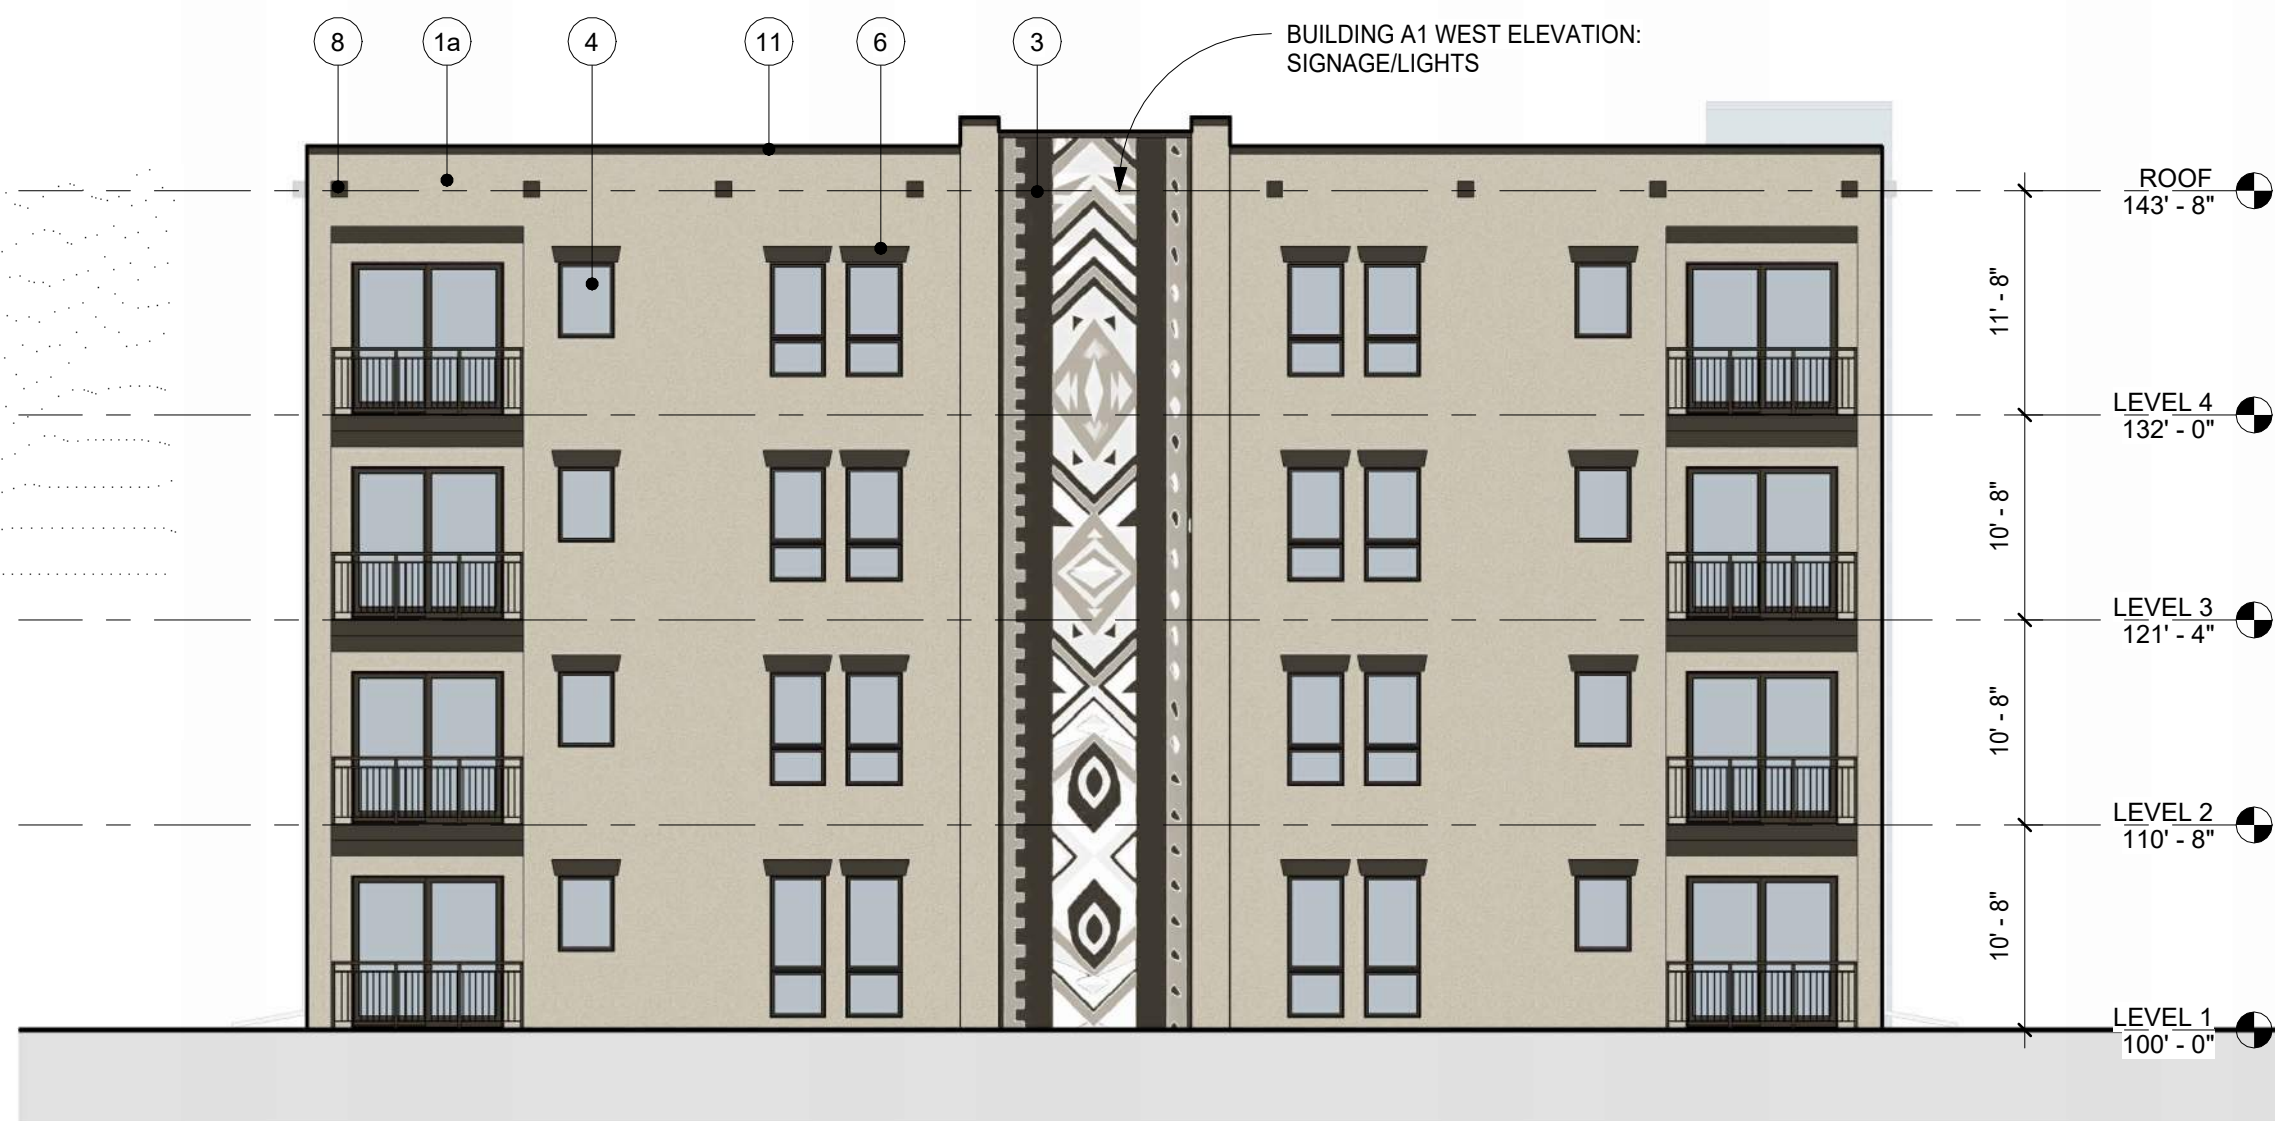 8
1a
4
11
6
3
BUILDING A1 WEST ELEVATION:
SIGNAGE/LIGHTS
ROOF
143' - 8"
11' - 8"
LEVEL 4
132' - 0"
10' - 8"
LEVEL 3
121' - 4"
10' - 8"
LEVEL 2
110' - 8"
10' - 8"
LEVEL 1
100' - 0"